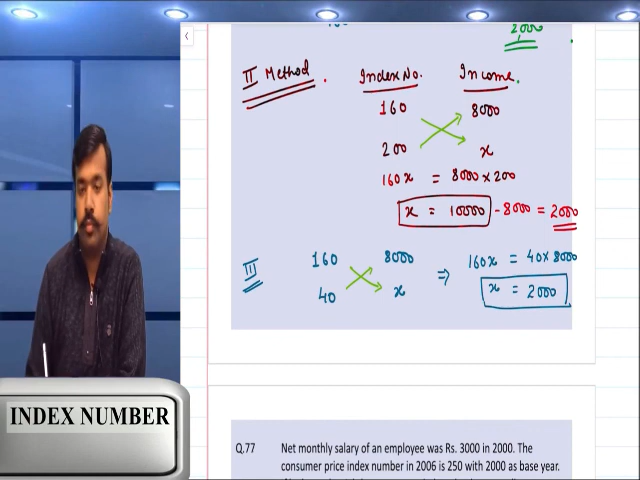 2,000
II Method. Index No. Income.
160 8000
200 x
160x = 8000 × 200
x = 10000 - 8000 = 2000
III 160 8000 ⇒ 160x = 40 × 8000
40 x x = 2000
INDEX NUMBER
Q.77 Net monthly salary of an employee was Rs. 3000 in 2000. The
consumer price index number in 2006 is 250 with 2000 as base year.